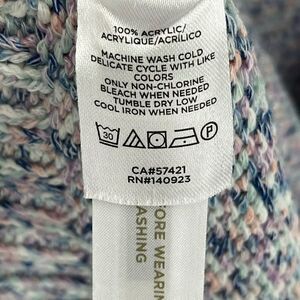 100% ACRYLIC/
ACRYLIQUE/ACRÍLICO
MACHINE WASH COLD
DELICATE CYCLE WITH LIKE
COLORS
ONLY NON-CHLORINE
BLEACH WHEN NEEDED
TUMBLE DRY LOW
COOL IRON WHEN NEEDED
30
P
CA#57421
RN#140923
ORE WEARIN
ASHING